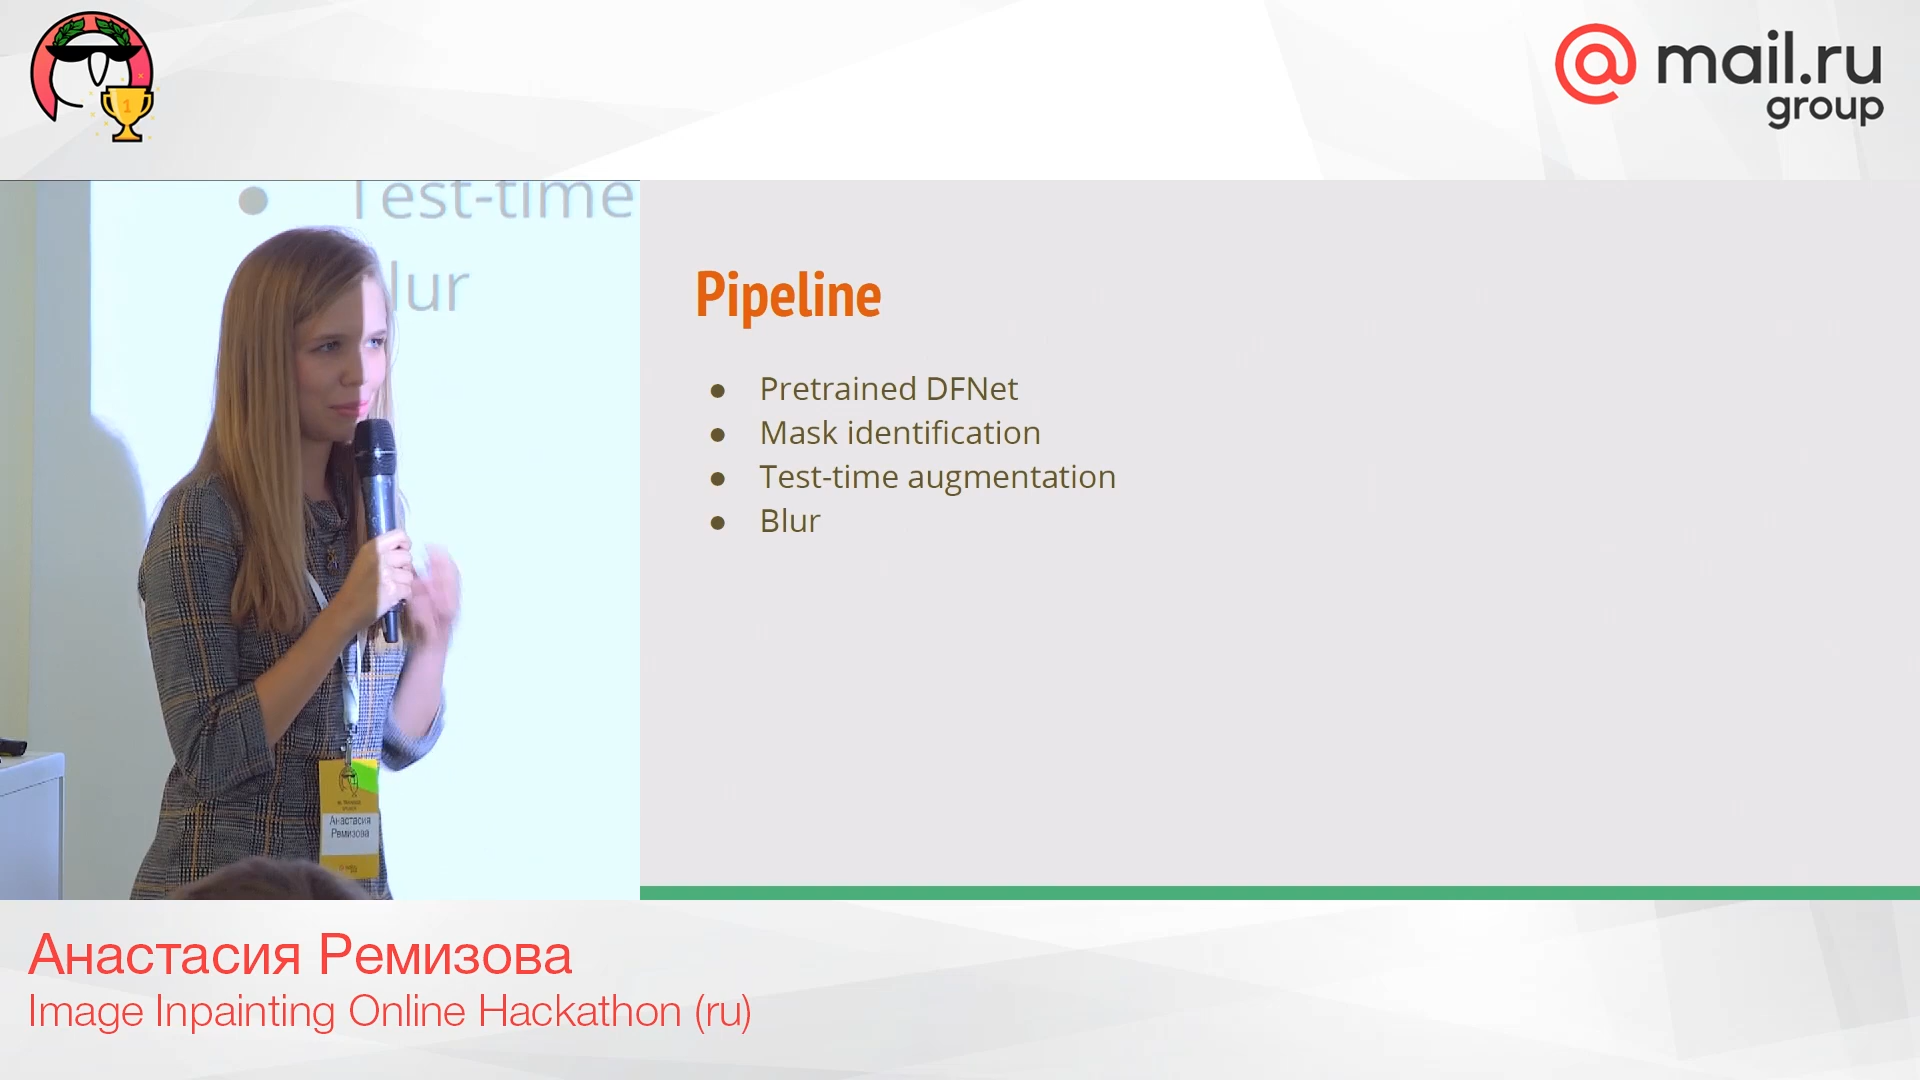 1
@mail.ru
group
Test-time
lur
Pipeline
● Pretrained DFNet
● Mask identification
● Test-time augmentation
● Blur
Анастасия
Ремизова
Анастасия Ремизова
Image Inpainting Online Hackathon (ru)